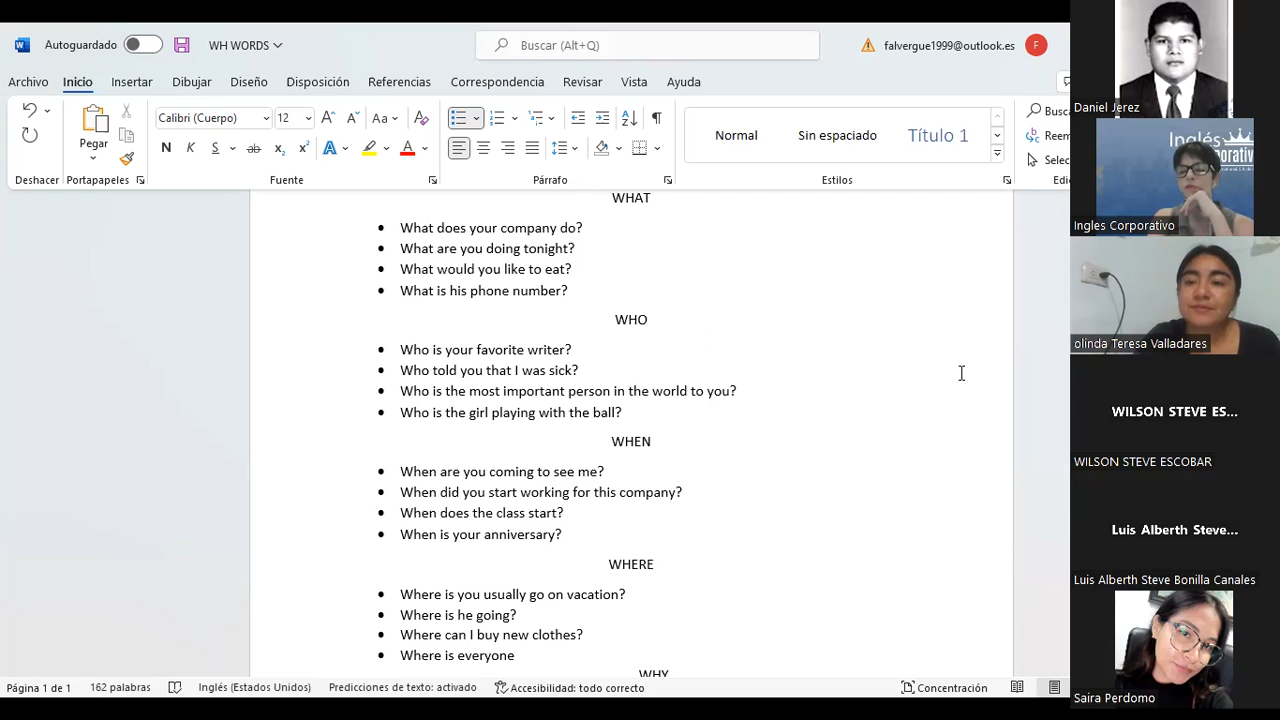 Autoguardado
WH WORDS
Buscar (Alt+Q)
falvergue1999@outlook.es
F
Archivo Inicio Insertar Dibujar Diseño Disposición Referencias Correspondencia Revisar Vista Ayuda
Pegar
Calibri (Cuerpo) 12
Aa
N K S ab x₂ x² A A
Normal
Sin espaciado
Título 1
Deshacer
Portapapeles
Fuente
Párrafo
Estilos
WHAT
What does your company do?
What are you doing tonight?
What would you like to eat?
What is his phone number?
WHO
Who is your favorite writer?
Who told you that I was sick?
Who is the most important person in the world to you?
Who is the girl playing with the ball?
WHEN
When are you coming to see me?
When did you start working for this company?
When does the class start?
When is your anniversary?
WHERE
Where is you usually go on vacation?
Where is he going?
Where can I buy new clothes?
Where is everyone
WHY
Página 1 de 1
162 palabras
Inglés (Estados Unidos)
Predicciones de texto: activado
Accesibilidad: todo correcto
Concentración
Daniel Jerez
Inglés
Ingles Corporativo
olinda Teresa Valladares
WILSON STEVE ES...
WILSON STEVE ESCOBAR
Luis Alberth Steve...
Luis Alberth Steve Bonilla Canales
Saira Perdomo